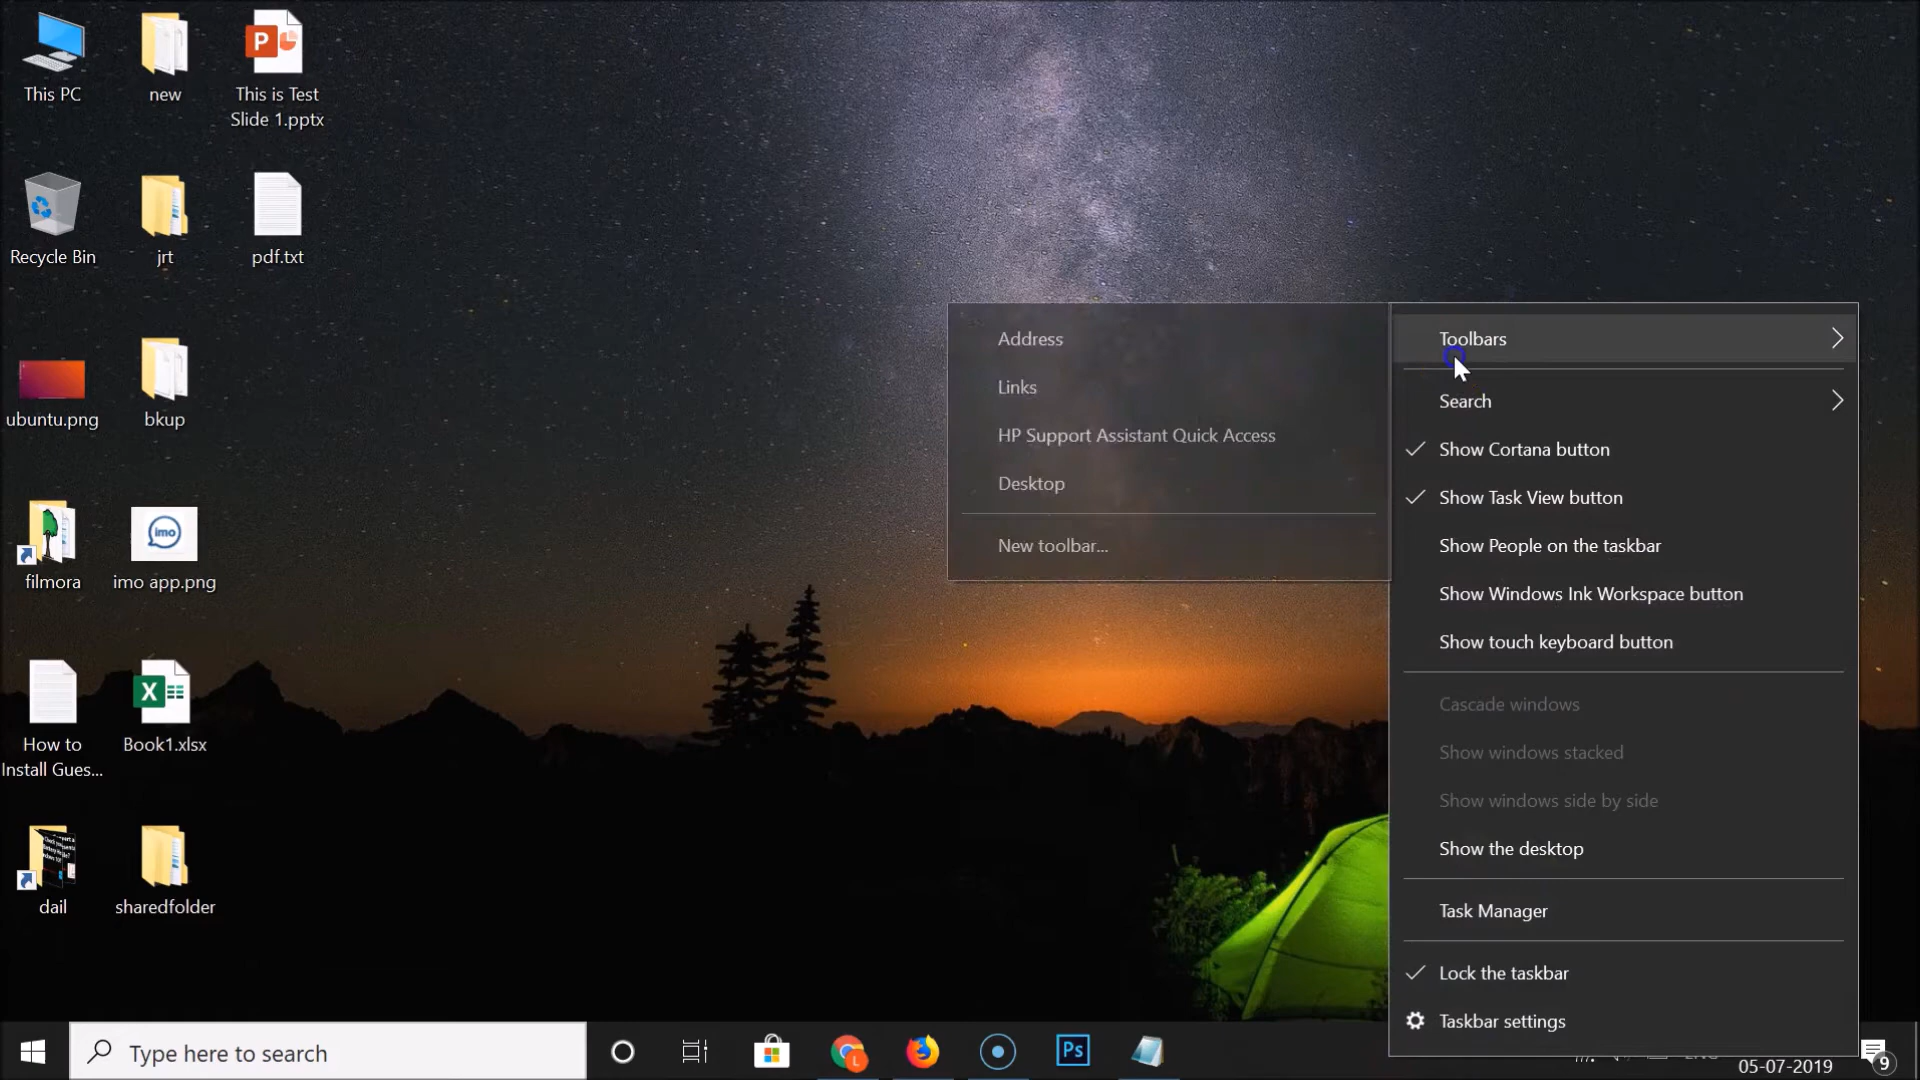 This PC
new
This is Test
Slide 1.pptx
Recycle Bin
jrt
pdf.txt
ubuntu.png
bkup
filmora
imo
imo app.png
How to
Install Gues...
Book1.xlsx
dail
sharedfolder
Address
Links
HP Support Assistant Quick Access
Desktop
New toolbar...
Toolbars
Search
Show Cortana button
Show Task View button
Show People on the taskbar
Show Windows Ink Workspace button
Show touch keyboard button
Cascade windows
Show windows stacked
Show windows side by side
Show the desktop
Task Manager
Lock the taskbar
Taskbar settings
Type here to search
L
Ps
05-07-2019
9